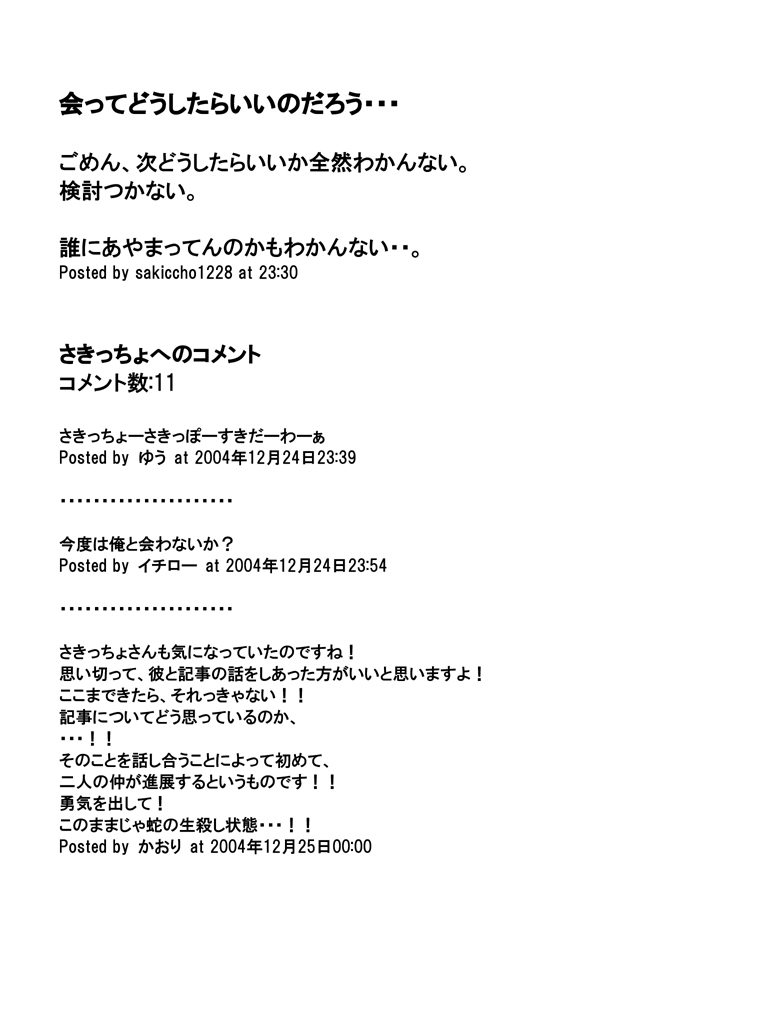 会ってどうしたらいいのだろう・・・
ごめん、次どうしたらいいか全然わかんない。
検討つかない。
誰にあやまってんのかもわかんない・・。
Posted by sakiccho1228 at 23:30
さきっちょへのコメント
コメント数:11
さきっちょーさきっぽーすきだーわーぁ
Posted by ゆう at 2004年12月24日23:39
・・・・・・・・・・・・・・・・・・・・・
今度は俺と会わないか？
Posted by イチロー at 2004年12月24日23:54
・・・・・・・・・・・・・・・・・・・・・
さきっちょさんも気になっていたのですね！
思い切って、彼と記事の話をしあった方がいいと思いますよ！
ここまできたら、それっきゃない！！
記事についてどう思っているのか、
・・・！！
そのことを話し合うことによって初めて、
二人の仲が進展するというものです！！
勇気を出して！
このままじゃ蛇の生殺し状態・・・！！
Posted by かおり at 2004年12月25日00:00